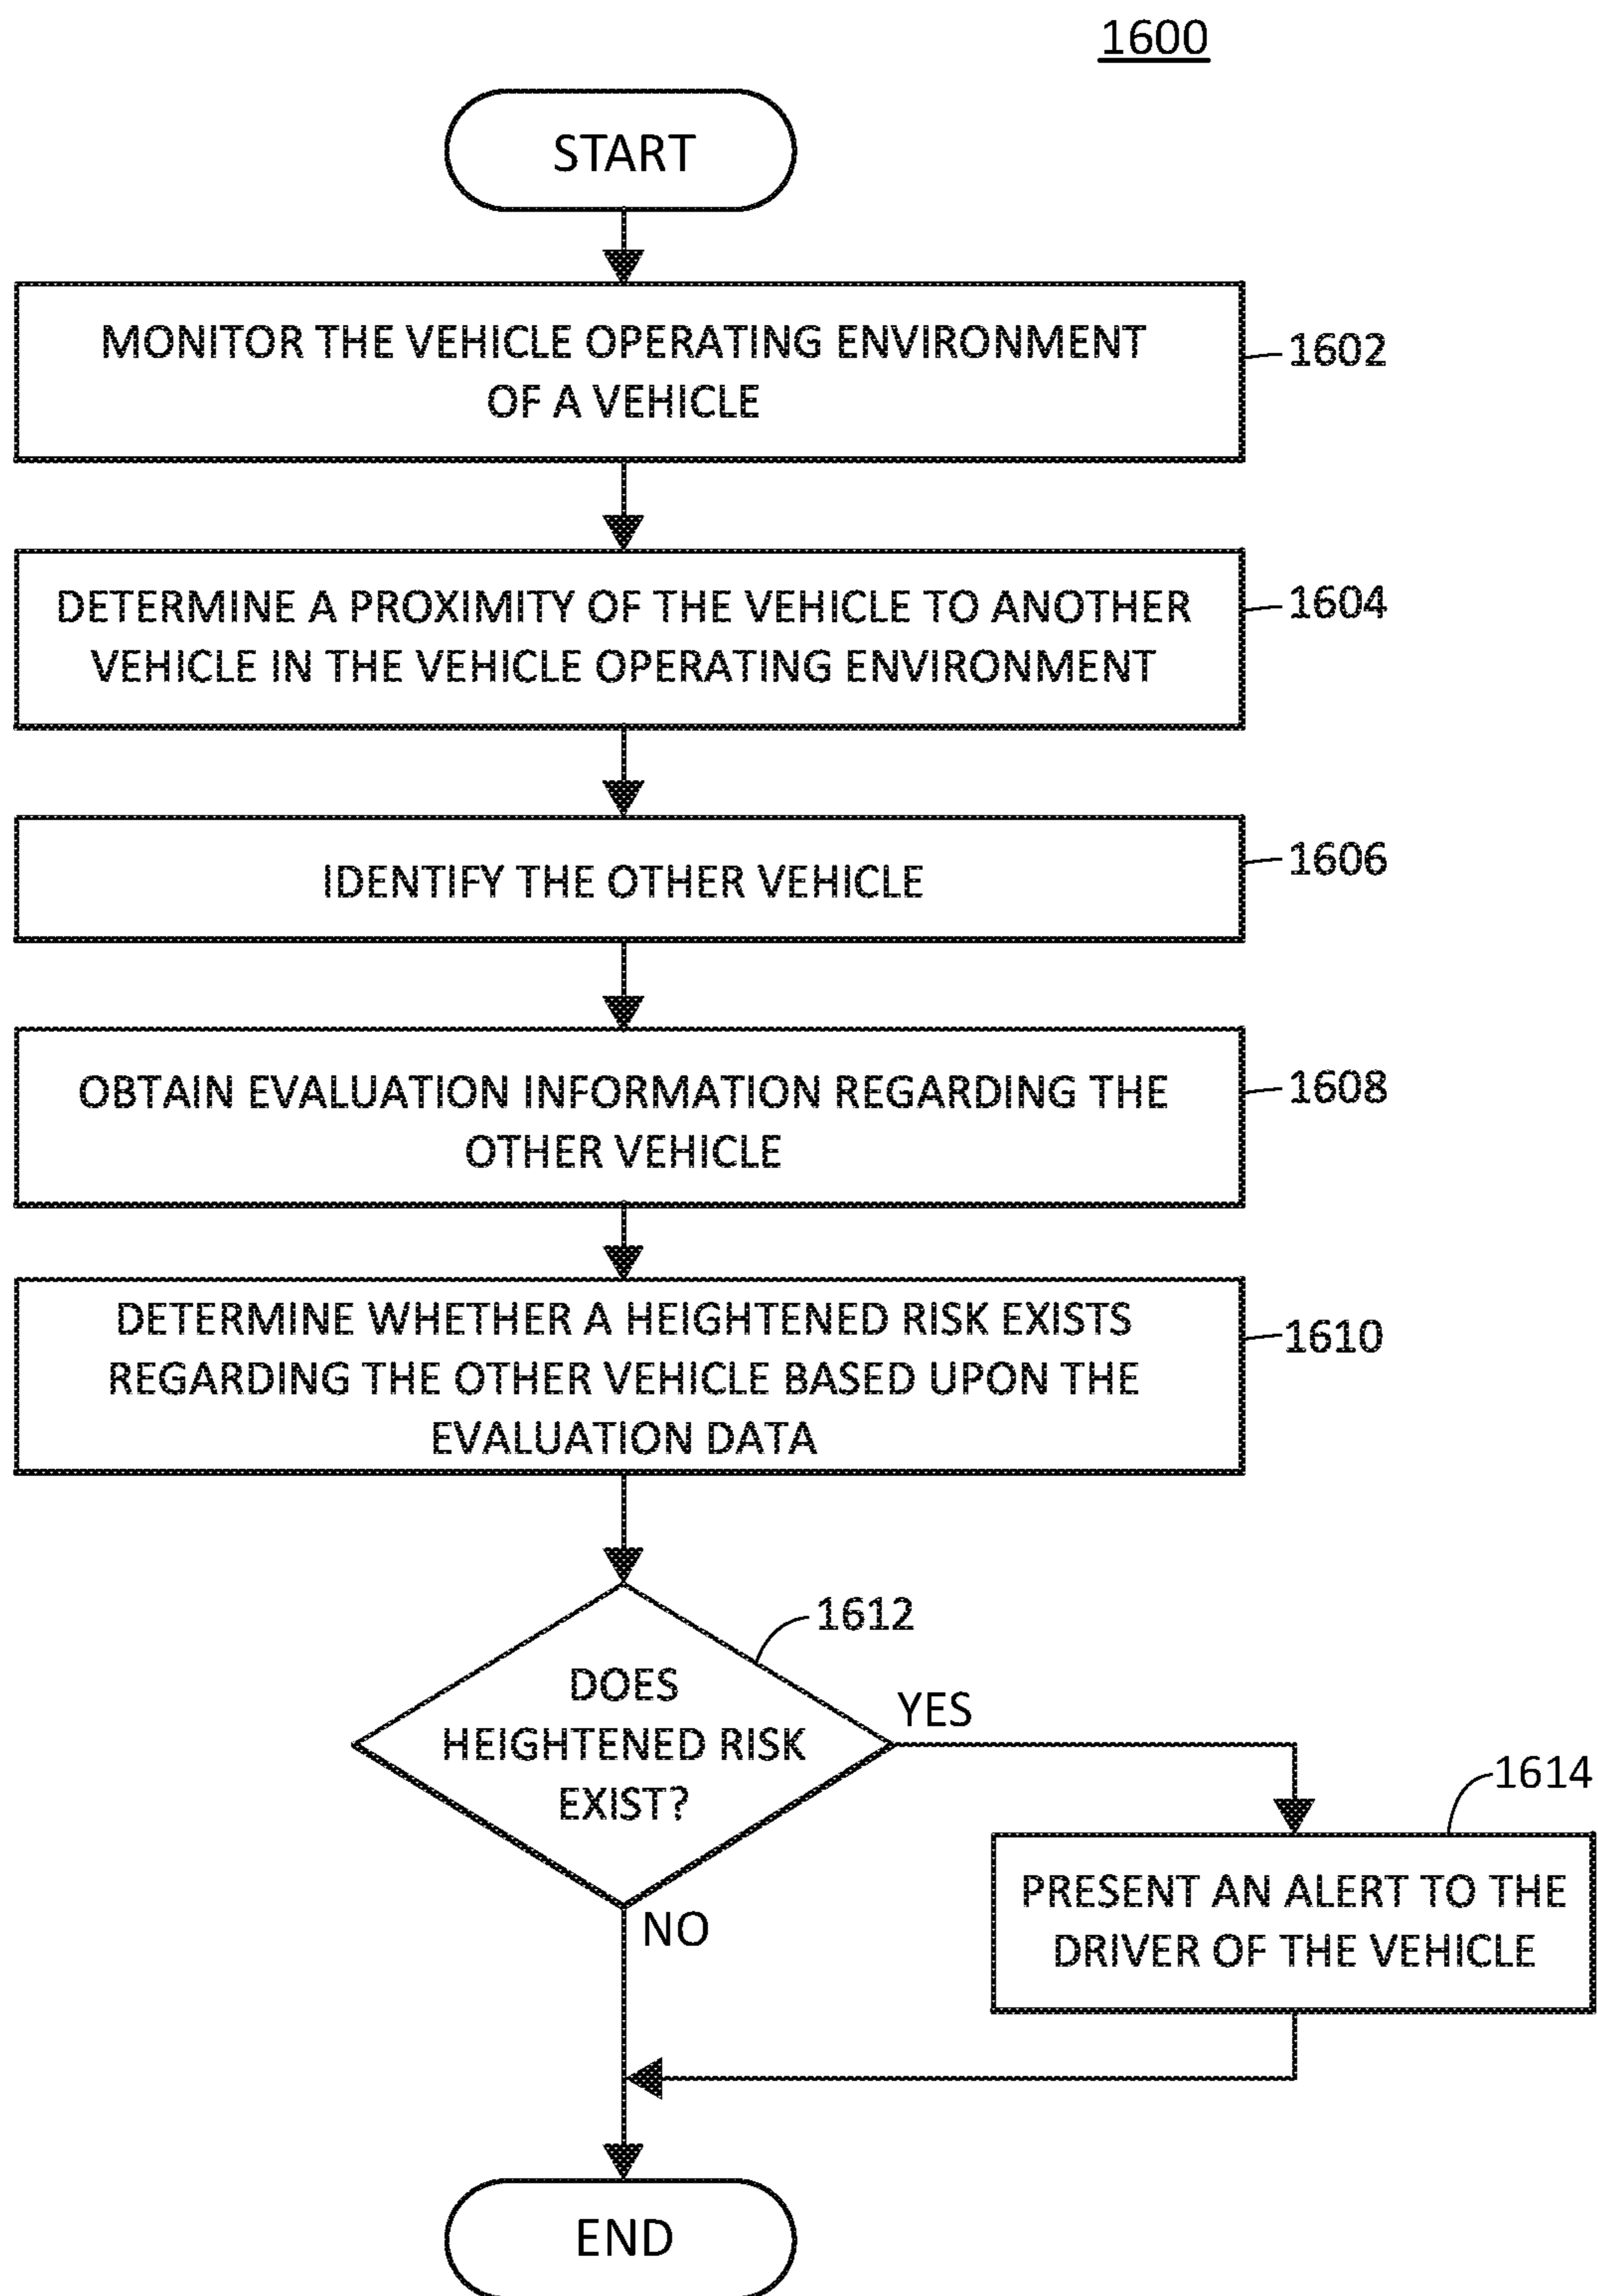 1600
START
MONITOR THE VEHICLE OPERATING ENVIRONMENT
OF A VEHICLE
1602
DETERMINE A PROXIMITY OF THE VEHICLE TO ANOTHER
VEHICLE IN THE VEHICLE OPERATING ENVIRONMENT
1604
IDENTIFY THE OTHER VEHICLE
1606
OBTAIN EVALUATION INFORMATION REGARDING THE
OTHER VEHICLE
1608
DETERMINE WHETHER A HEIGHTENED RISK EXISTS
REGARDING THE OTHER VEHICLE BASED UPON THE
EVALUATION DATA
1610
1612
DOES
HEIGHTENED RISK
EXIST?
YES
1614
PRESENT AN ALERT TO THE
DRIVER OF THE VEHICLE
NO
END